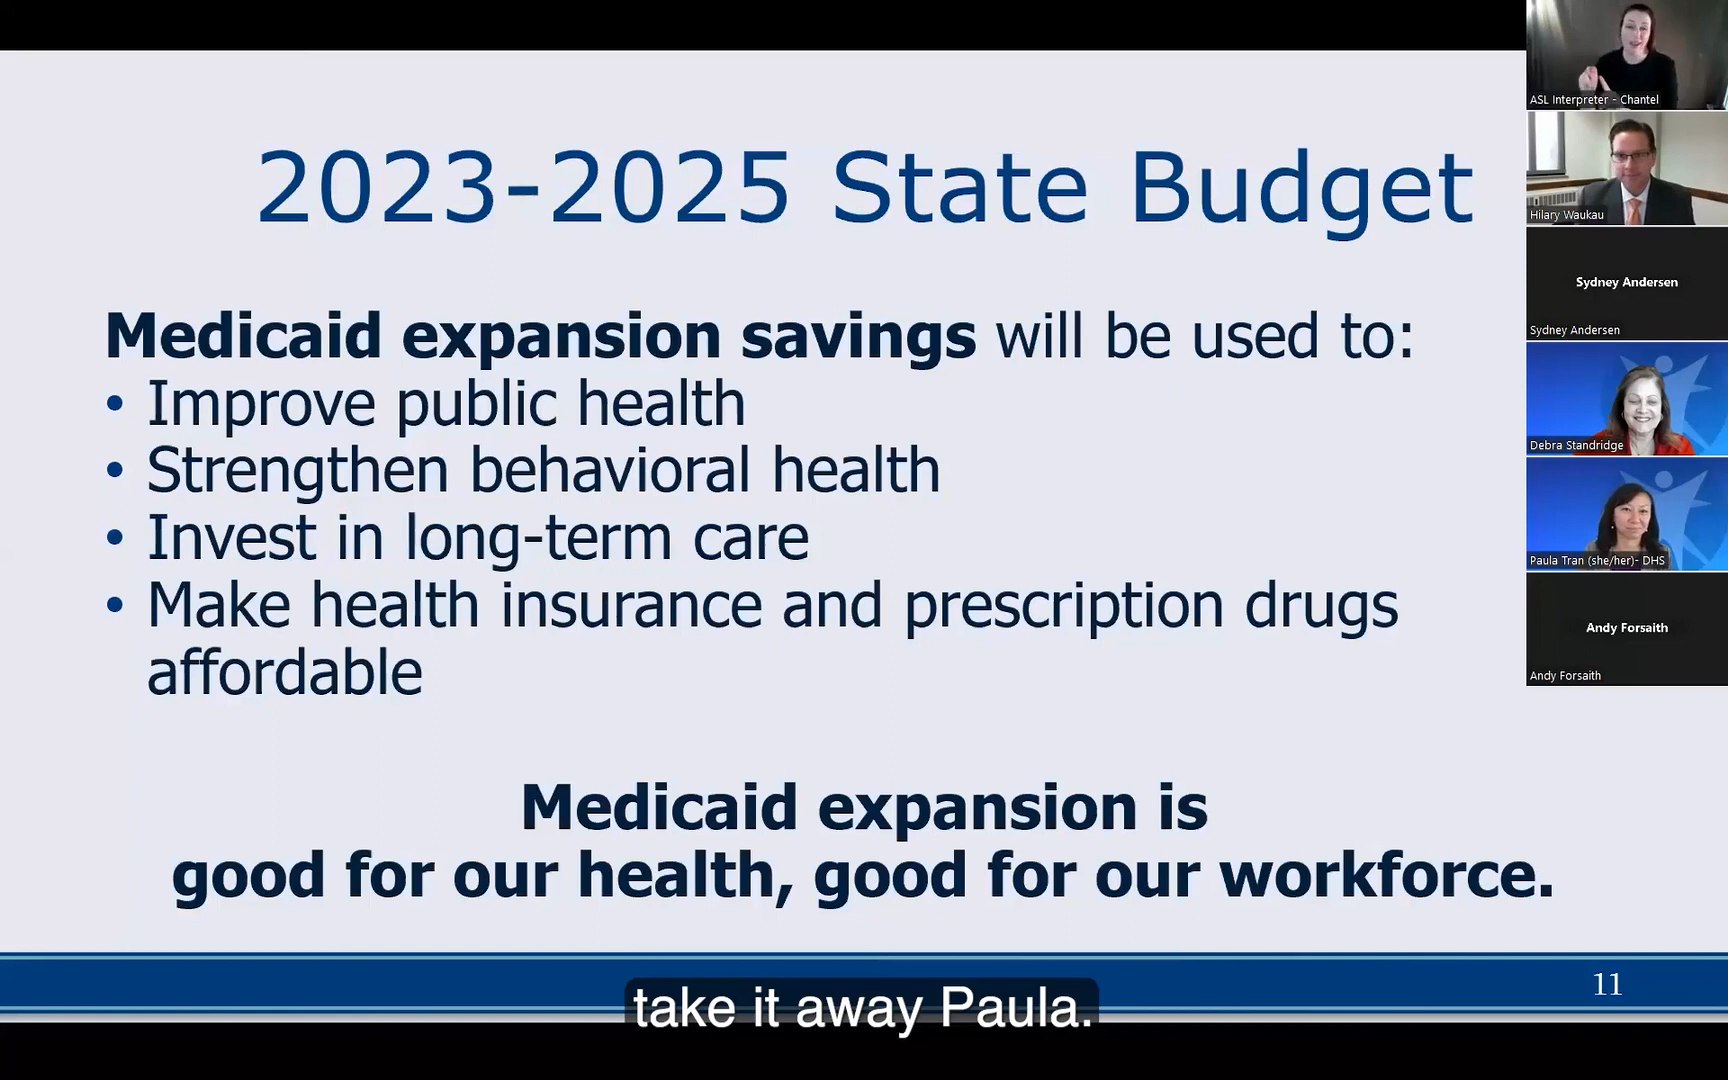 2023-2025 State Budget
Medicaid expansion savings will be used to:
• Improve public health
• Strengthen behavioral health
• Invest in long-term care
• Make health insurance and prescription drugs
affordable
Medicaid expansion is
good for our health, good for our workforce.
11
take it away Paula.
ASL Interpreter - Chantel
Hilary Waukau
Sydney Andersen
Sydney Andersen
Debra Standridge
Paula Tran (she/her)- DHS
Andy Forsaith
Andy Forsaith